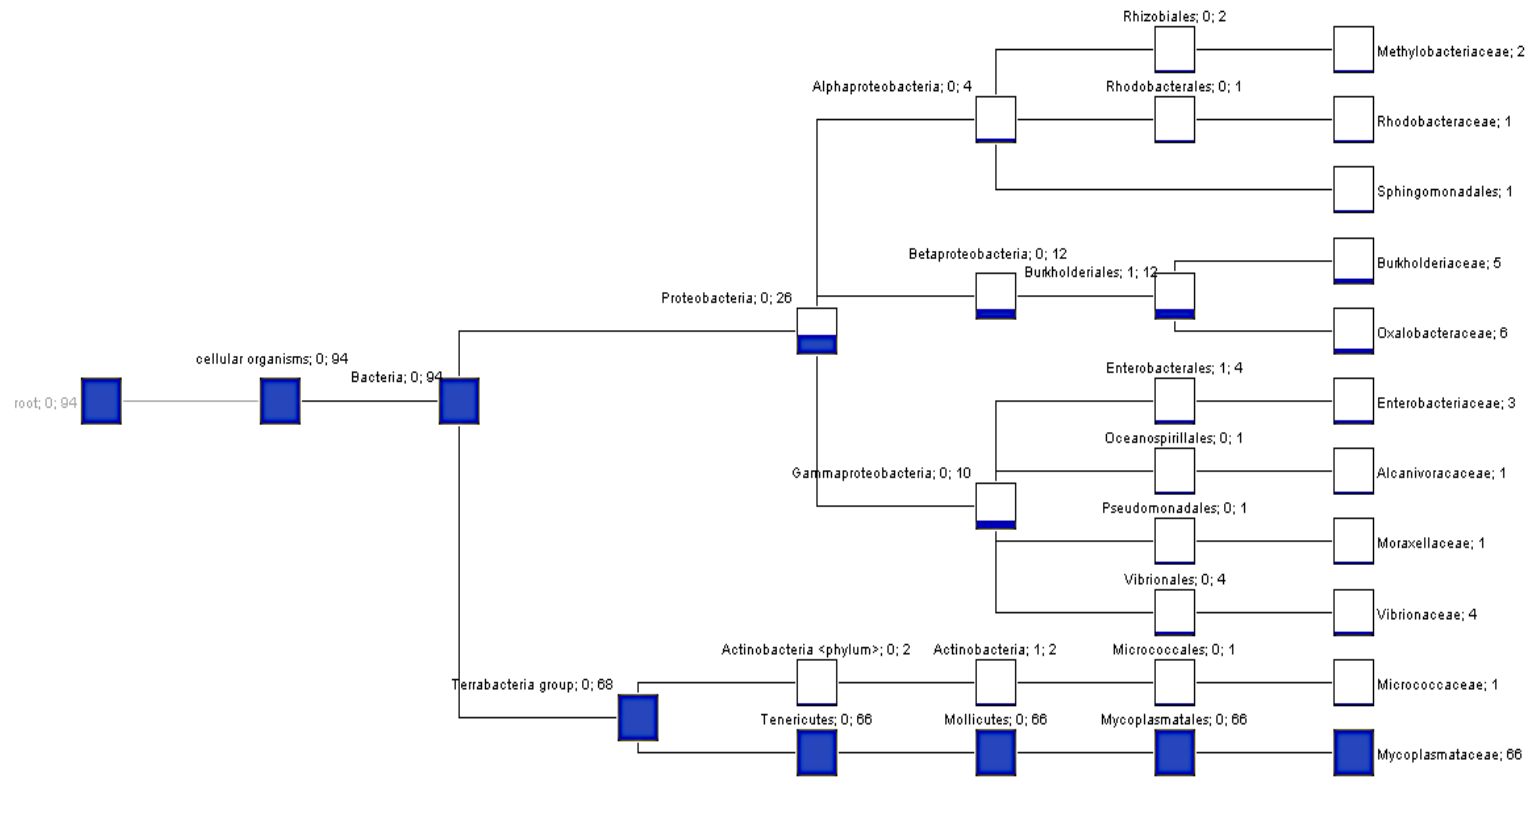 Rhizobiales; 0; 2
Methylobacteriaceae; 2
Alphaproteobacteria; 0; 4
Rhodobacterales; 0; 1
Rhodobacteraceae; 1
Sphingomonadales; 1
Betaproteobacteria; 0; 12
Burkholderiales; 1; 12
Burkholderiaceae; 5
Proteobacteria; 0; 26
Oxalobacteraceae; 6
cellular organisms; 0; 94
Bacteria; 0; 94
root; 0; 94
Enterobacterales; 1; 4
Enterobacteriaceae; 3
Oceanospirillales; 0; 1
Gammaproteobacteria; 0; 10
Alcanivoracaceae; 1
Pseudomonadales; 0; 1
Moraxellaceae; 1
Vibrionales; 0; 4
Vibrionaceae; 4
Actinobacteria <phylum>; 0; 2
Actinobacteria; 1; 2
Micrococcales; 0; 1
Terrabacteria group; 0; 68
Micrococcaceae; 1
Tenericutes; 0; 66
Mollicutes; 0; 66
Mycoplasmatales; 0; 66
Mycoplasmataceae; 66